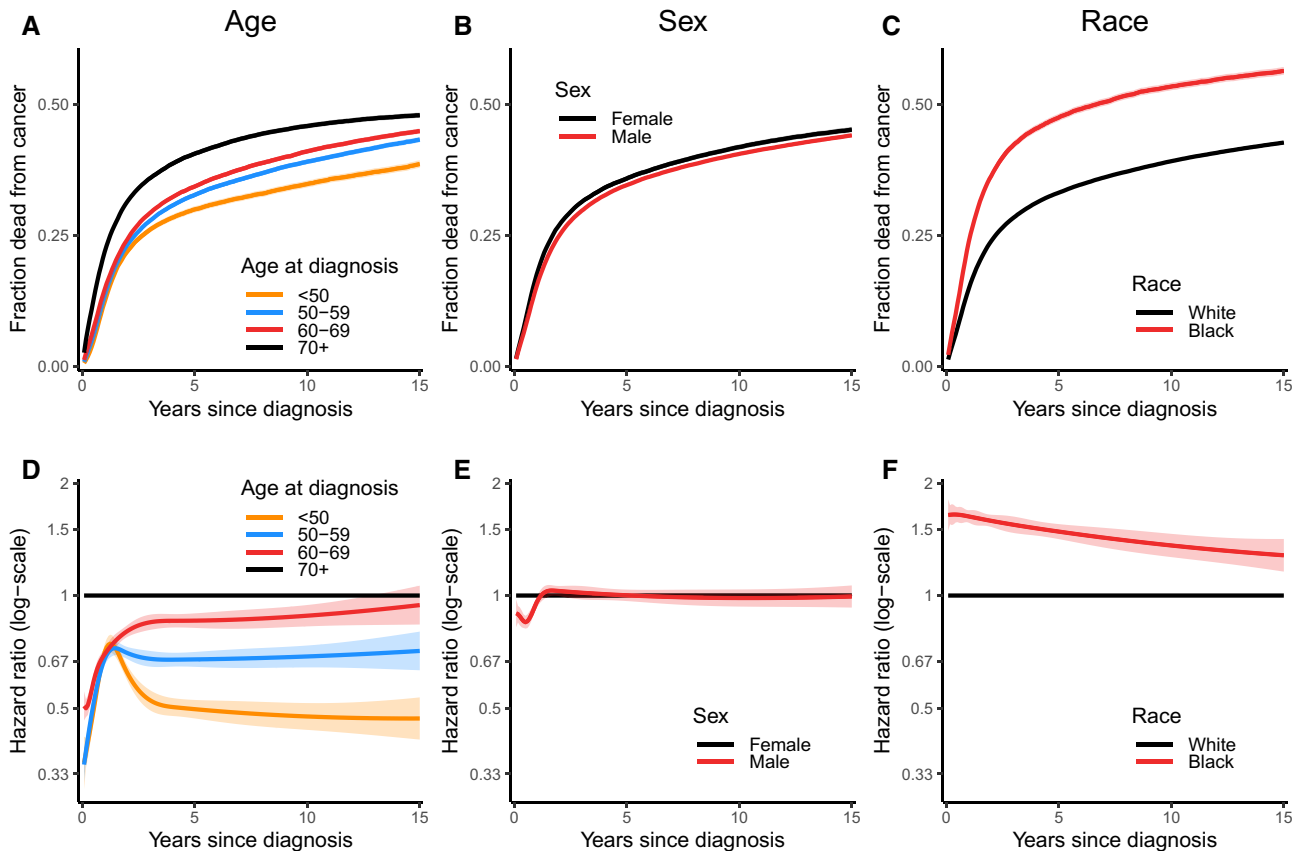 A
Age
B
Sex
C
Race
Fraction dead from cancer
0.50
0.25
0.00
Age at diagnosis
<50
50−59
60−69
70+
0
5
10
15
Years since diagnosis
Fraction dead from cancer
0.50
0.25
0.00
Sex
Female
Male
0
5
10
15
Years since diagnosis
Fraction dead from cancer
0.50
0.25
0.00
Race
White
Black
0
5
10
15
Years since diagnosis
D
Hazard ratio (log−scale)
2
1.5
1
0.67
0.5
0.33
Age at diagnosis
<50
50−59
60−69
70+
0
5
10
15
Years since diagnosis
E
Hazard ratio (log−scale)
2
1.5
1
0.67
0.5
0.33
Sex
Female
Male
0
5
10
15
Years since diagnosis
F
Hazard ratio (log−scale)
2
1.5
1
0.67
0.5
0.33
Race
White
Black
0
5
10
15
Years since diagnosis